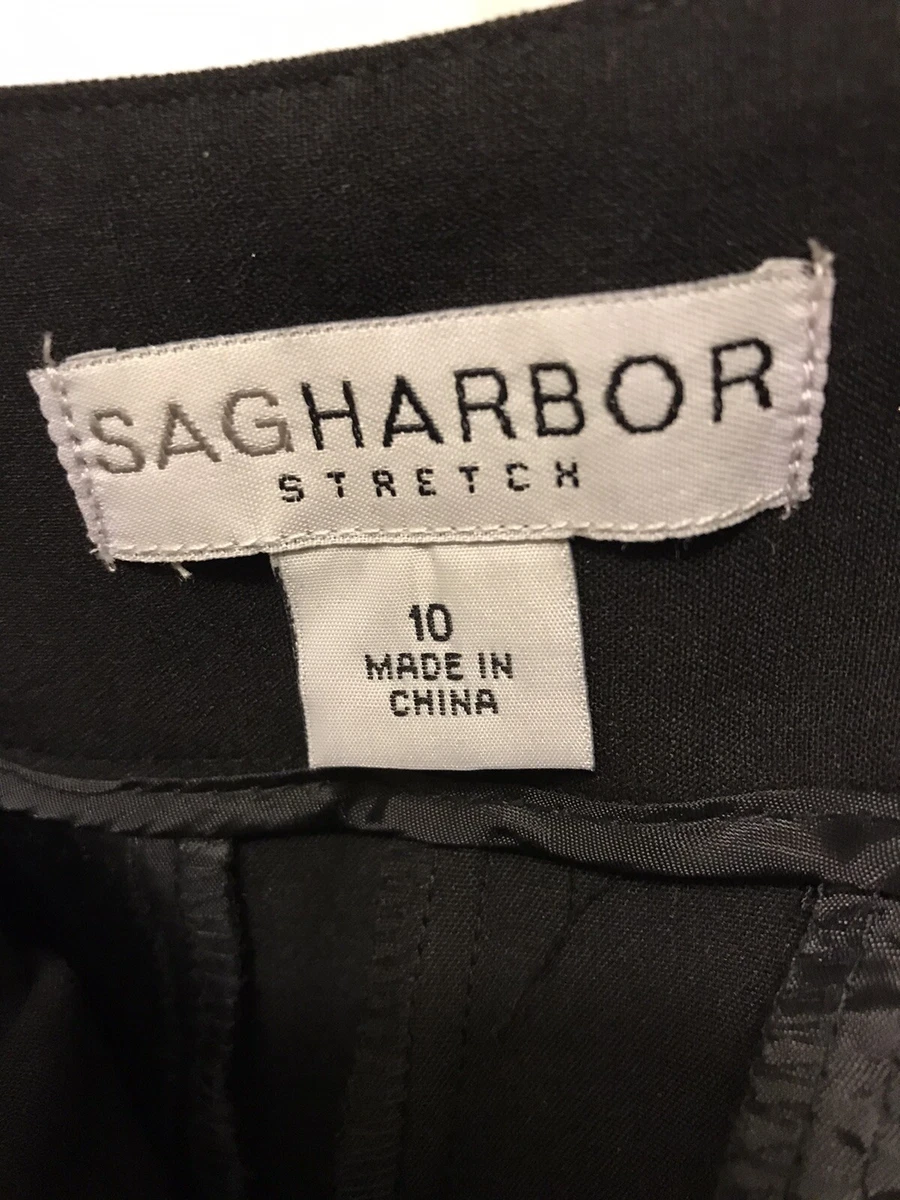 SAGHARBOR
STRETCH
10
MADE IN
CHINA